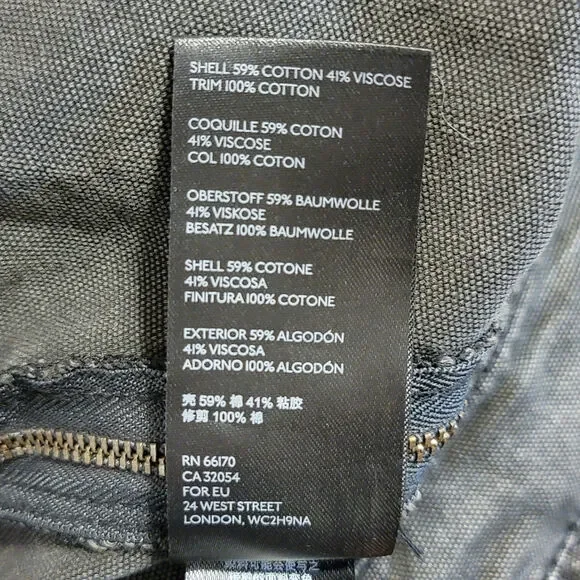 SHELL 59% COTTON 41% VISCOSE
TRIM 100% COTTON
COQUILLE 59% COTON
41% VISCOSE
COL 100% COTON
OBERSTOFF 59% BAUMWOLLE
41% VISKOSE
BESATZ 100% BAUMWOLLE
SHELL 59% COTONE
41% VISCOSA
FINITURA 100% COTONE
EXTERIOR 59% ALGODÓN
41% VISCOSA
ADORNO 100% ALGODÓN
壳 59% 棉 41% 粘胶
修剪 100% 棉
RN 66170
CA 32054
FOR EU
24 WEST STREET
LONDON, WC2H9NA